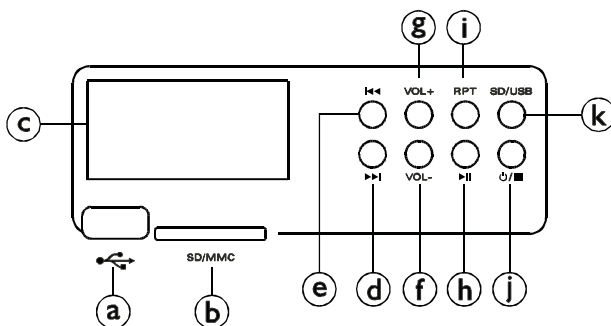 g i
VOL+ RPT SD/USB
c k
VOL-
SD/MMC
a b e d f h j